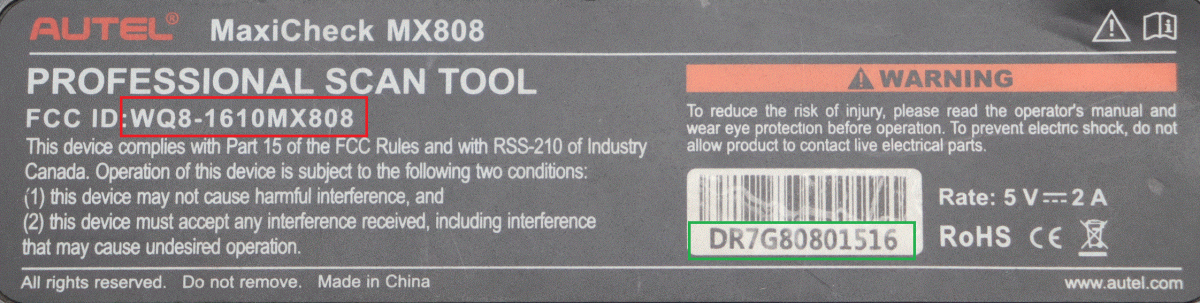 AUTEL® MaxiCheck MX808
PROFESSIONAL SCAN TOOL
FCC ID:WQ8-1610MX808
This device complies with Part 15 of the FCC Rules and with RSS-210 of Industry
Canada. Operation of this device is subject to the following two conditions:
(1) this device may not cause harmful interference, and
(2) this device must accept any interference received, including interference
that may cause undesired operation.
WARNING
To reduce the risk of injury, please read the operator's manual and
wear eye protection before operation. To prevent electric shock, do not
allow product to contact live electrical parts.
DR7G80801516
Rate: 5 V⎓2 A
RoHS CE
All rights reserved. Do not remove. Made in China
www.autel.com